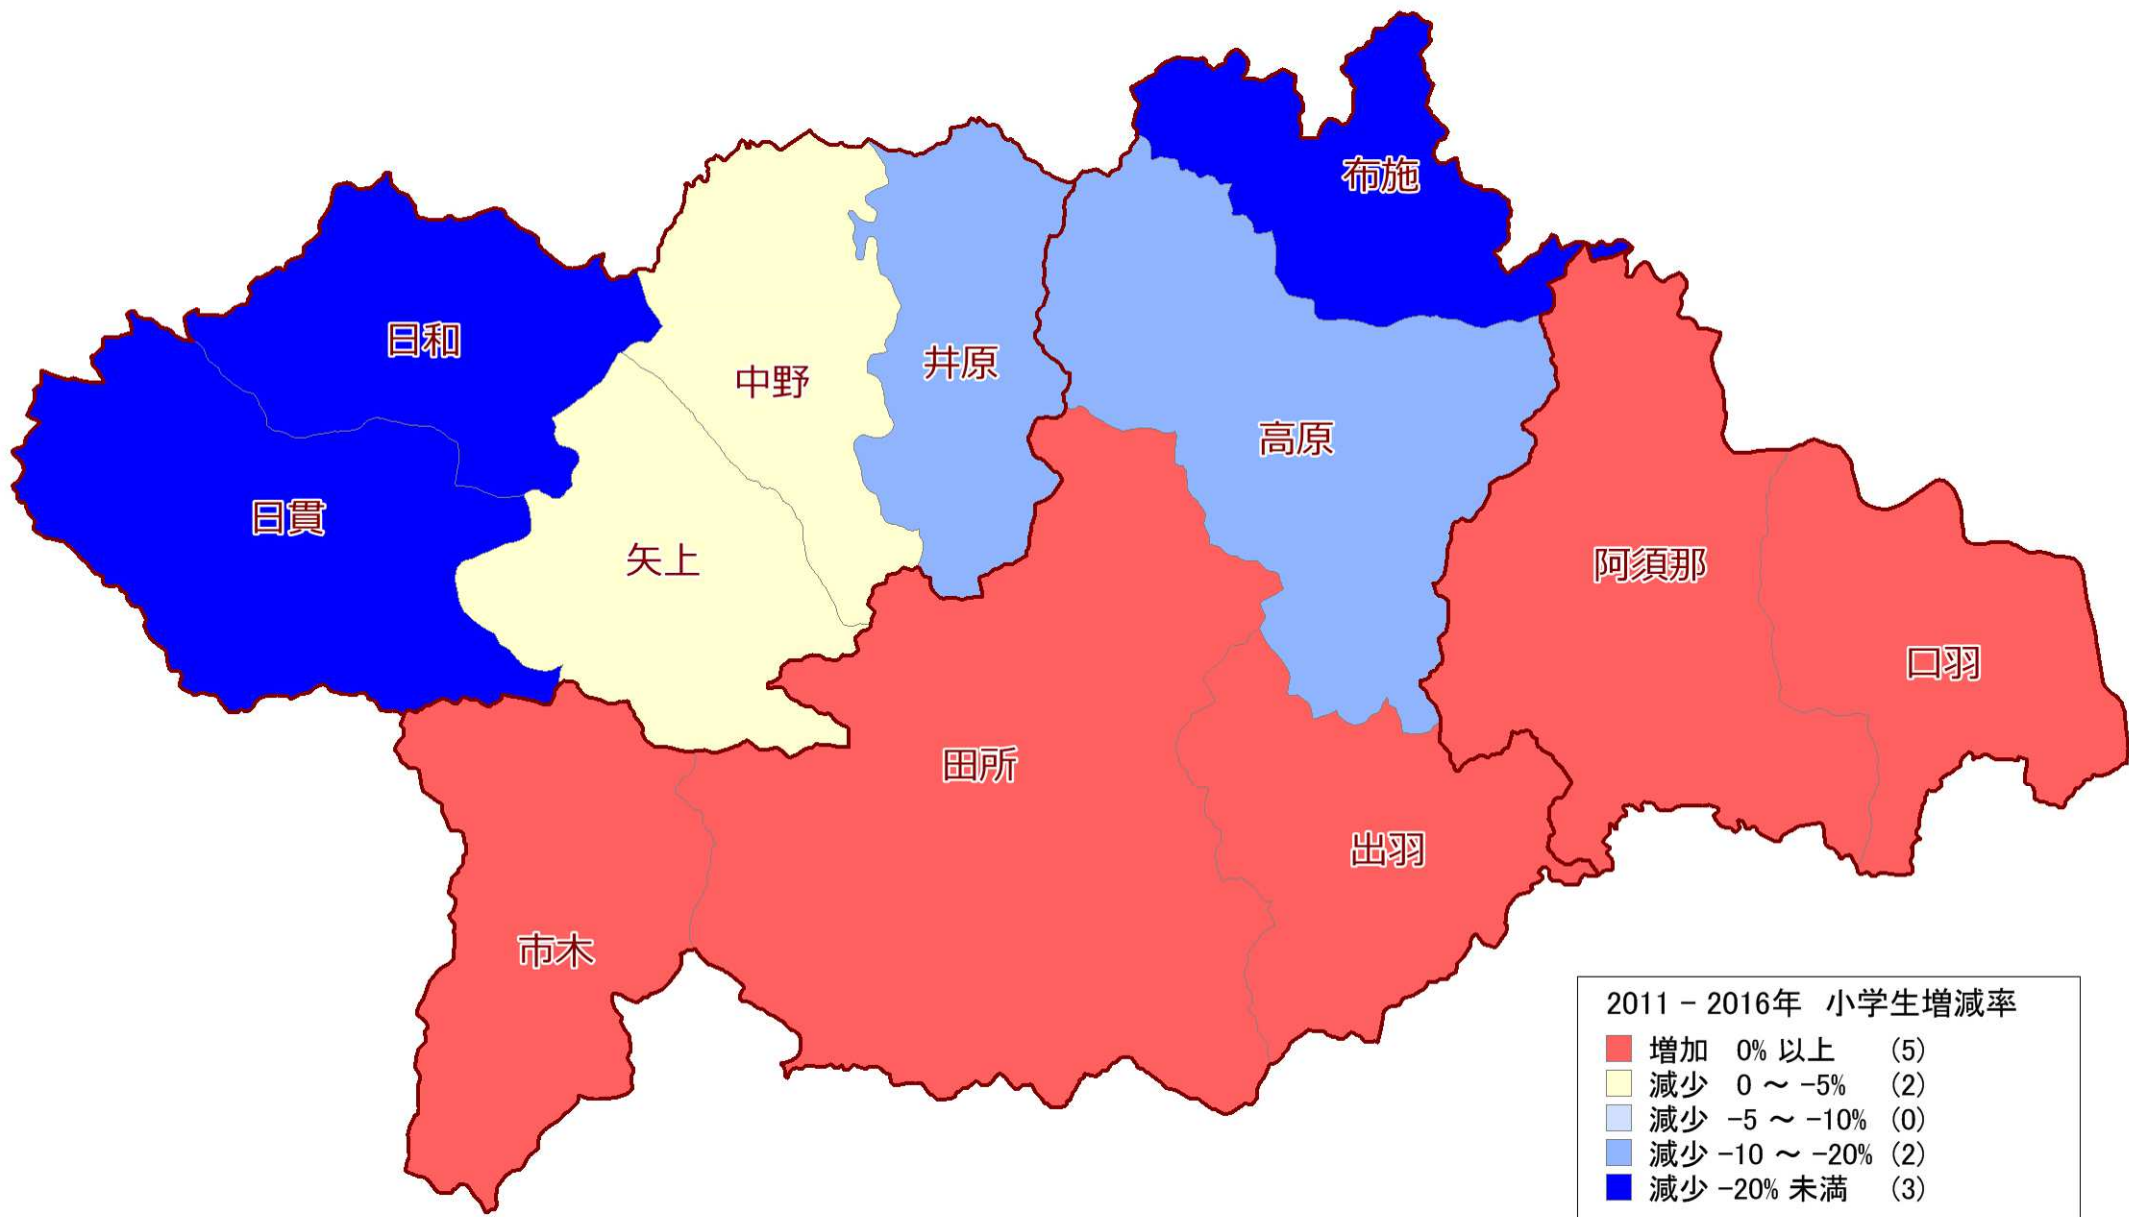 布施
日和
中野
井原
高原
日貫
矢上
阿須那
口羽
田所
出羽
市木
2011 - 2016年 小学生増減率
増加 0% 以上 (5)
減少 0 ～ -5% (2)
減少 -5 ～ -10% (0)
減少 -10 ～ -20% (2)
減少 -20% 未満 (3)